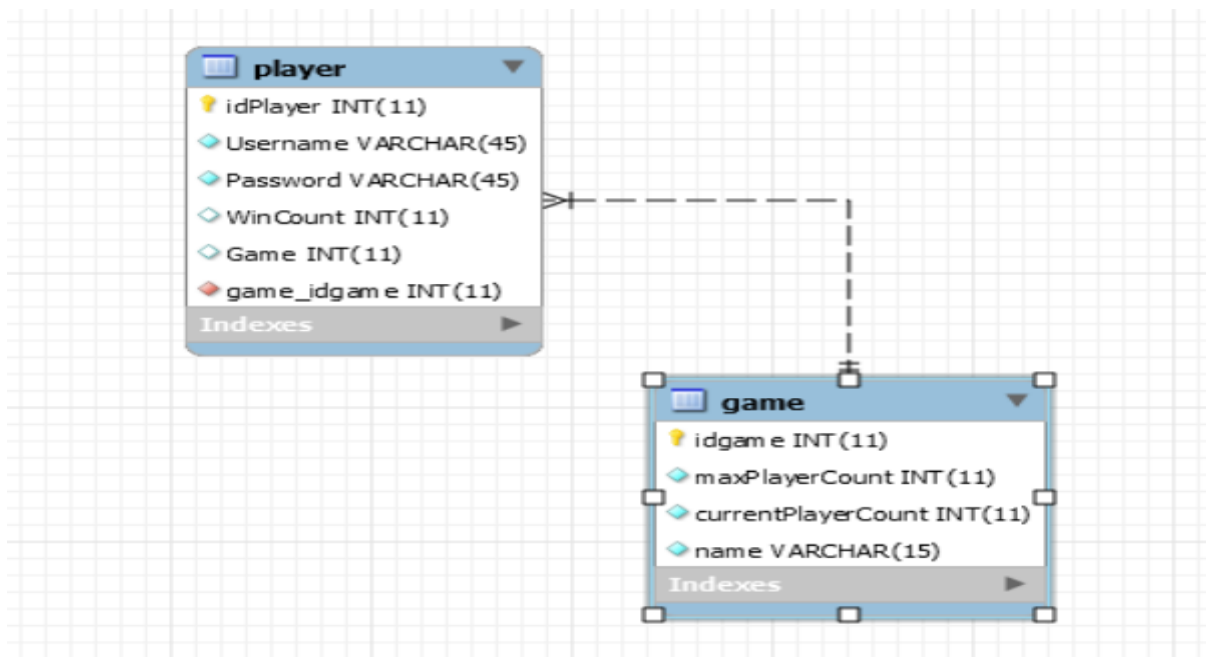 player
idPlayer INT(11)
Username VARCHAR(45)
Password VARCHAR(45)
WinCount INT(11)
Game INT(11)
game_idgame INT(11)
Indexes
game
idgame INT(11)
maxPlayerCount INT(11)
currentPlayerCount INT(11)
name VARCHAR(15)
Indexes